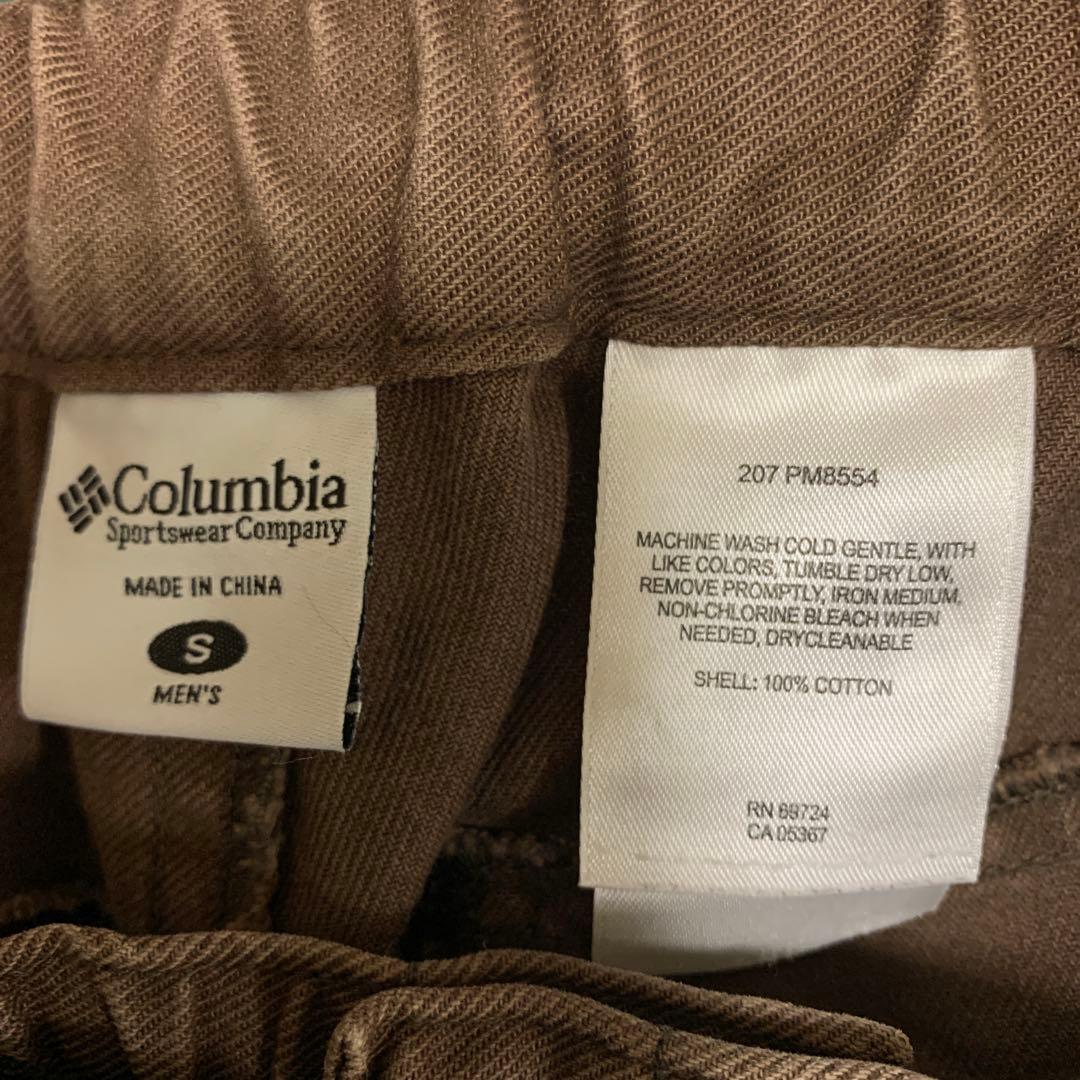 Columbia
Sportswear Company
MADE IN CHINA
S
MEN'S
207 PM8554
MACHINE WASH COLD GENTLE, WITH
LIKE COLORS, TUMBLE DRY LOW,
REMOVE PROMPTLY, IRON MEDIUM,
NON-CHLORINE BLEACH WHEN
NEEDED, DRYCLEANABLE
SHELL: 100% COTTON
RN 69724
CA 05367